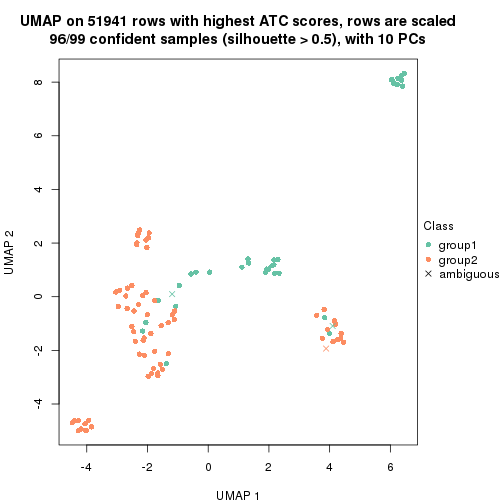 UMAP on 51941 rows with highest ATC scores, rows are scaled
96/99 confident samples (silhouette > 0.5), with 10 PCs
UMAP 2
8
6
4
2
0
-2
-4
-4
-2
0
2
4
6
UMAP 1
Class
group1
group2
ambiguous